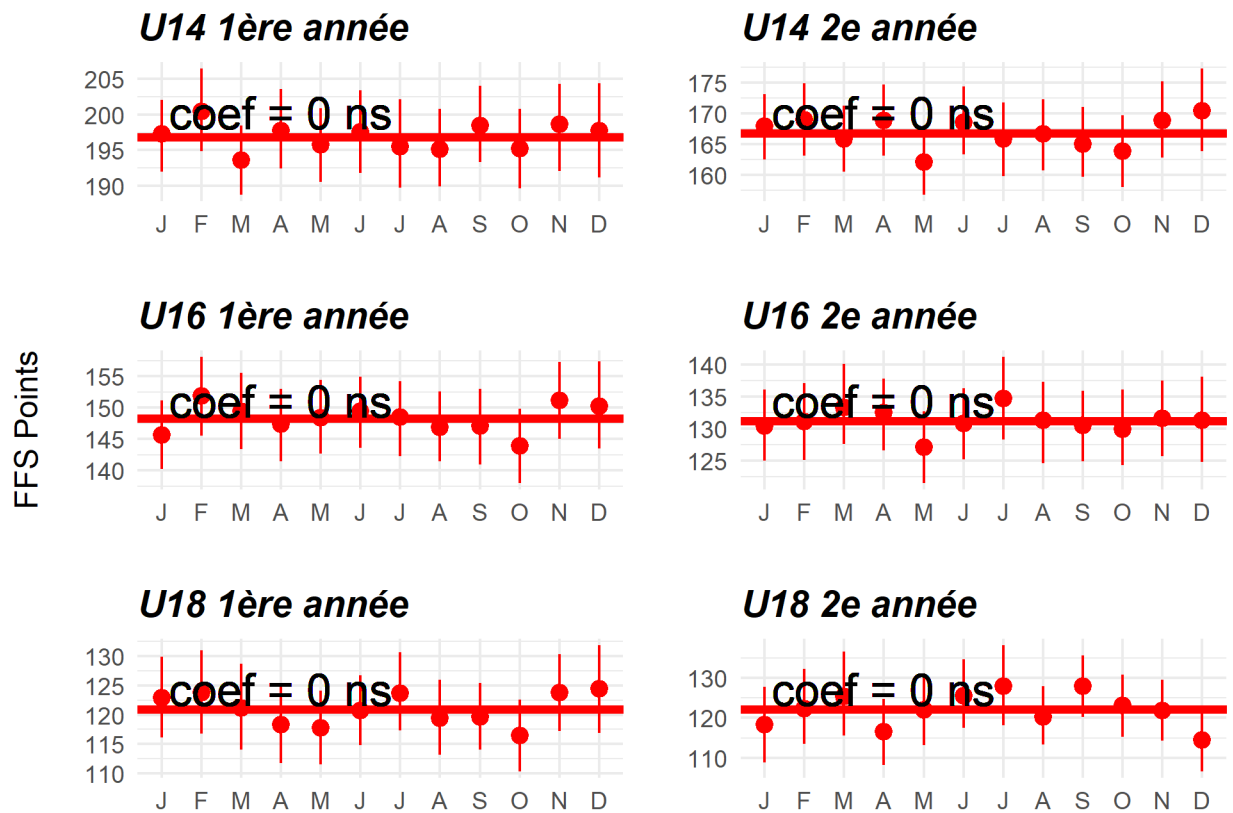 U14 1ère année
205
200
195
190
coef = 0 ns
J F M A M J J A S O N D
U14 2e année
175
170
165
160
coef = 0 ns
J F M A M J J A S O N D
FFS Points
U16 1ère année
155
150
145
140
coef = 0 ns
J F M A M J J A S O N D
U16 2e année
140
135
130
125
coef = 0 ns
J F M A M J J A S O N D
U18 1ère année
130
125
120
115
110
coef = 0 ns
J F M A M J J A S O N D
U18 2e année
130
120
110
coef = 0 ns
J F M A M J J A S O N D